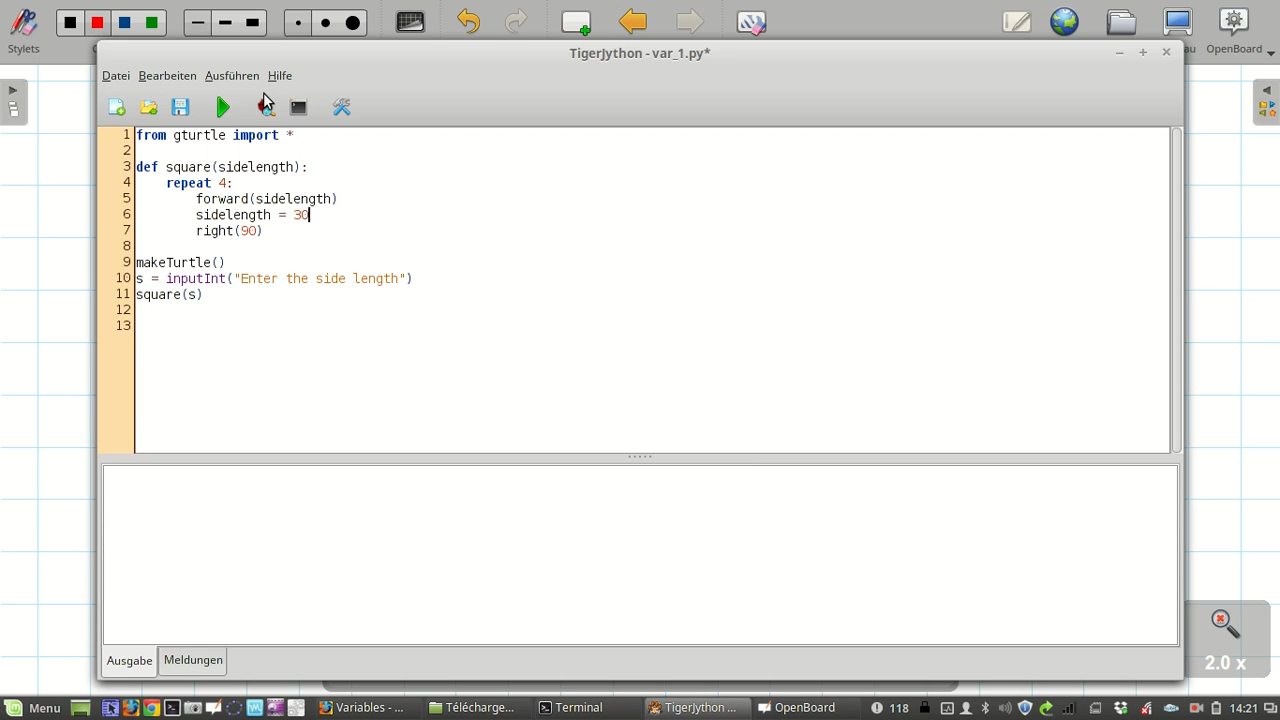 Stylets
au
OpenBoard
TigerJython - var_1.py*
Datei Bearbeiten Ausführen Hilfe
1 from gturtle import *
2
3 def square(sidelength):
4 repeat 4:
5 forward(sidelength)
6 sidelength = 30
7 right(90)
8
9 makeTurtle()
10 s = inputInt("Enter the side length")
11 square(s)
12
13
Ausgabe Meldungen
2.0 x
Menu Variables - ... Télécharge... Terminal TigerJython ... OpenBoard 118 14:21